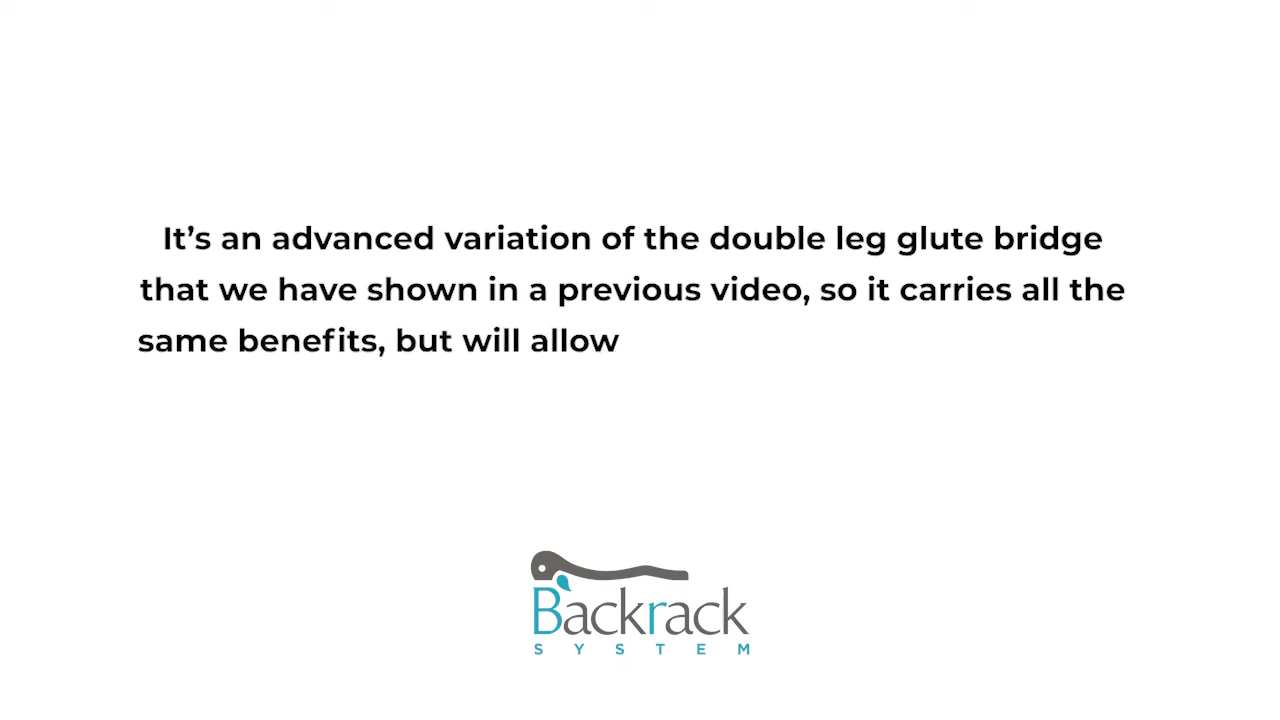 It’s an advanced variation of the double leg glute bridge
that we have shown in a previous video, so it carries all the
same benefits, but will allow
Backrack
SYSTEM